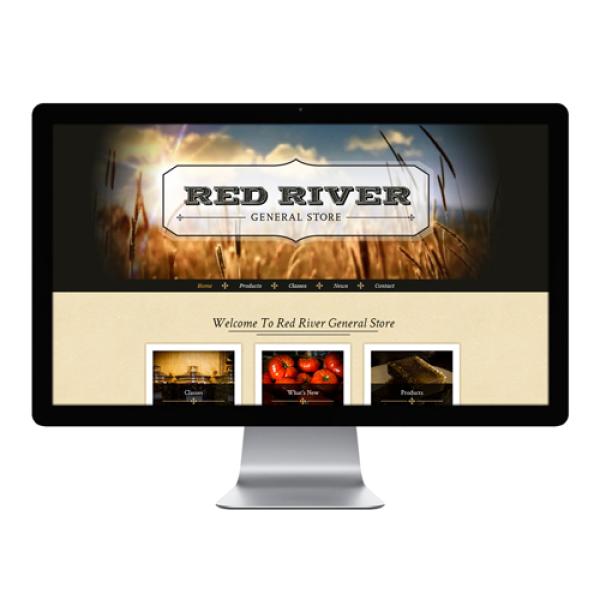 RED RIVER
GENERAL STORE
Home Products Classes News Contact
Welcome To Red River General Store
Classes What's New Products